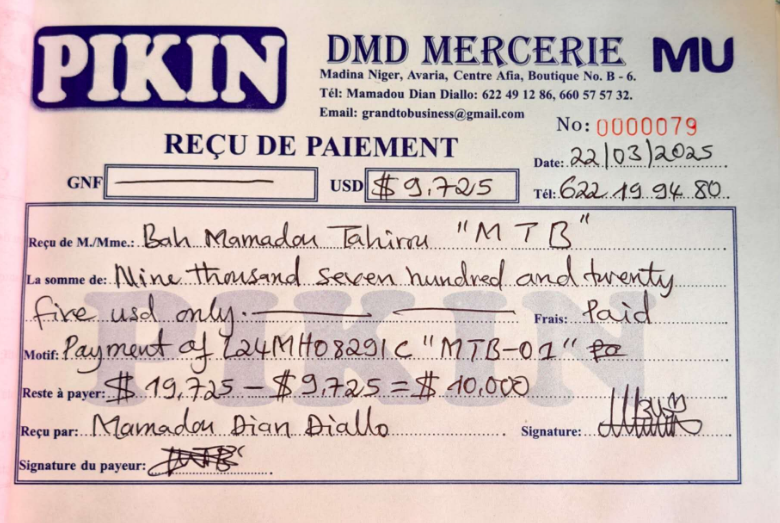 PIKIN
DMD MERCERIE MU
Madina Niger, Avaria, Centre Afia, Boutique No. B - 6.
Tél: Mamadou Dian Diallo: 622 49 12 86, 660 57 57 32.
Email: grandtobusiness@gmail.com
No: 0000079
REÇU DE PAIEMENT
Date: 22/03/2025
GNF USD $ 9,725
Tél: 622 19 94 80
Reçu de M./Mme.: Bah Mamadou Tahirou "MTB"
La somme de: Nine thousand seven hundred and twenty
five usd only. Frais: Paid
PIKIN
Motif: Payment of L24MH0829IC "MTB-01"
Reste à payer: $ 19,725 - $ 9,725 = $ 10,000
Reçu par: Mamadou Dian Diallo Signature:
Signature du payeur: MTB